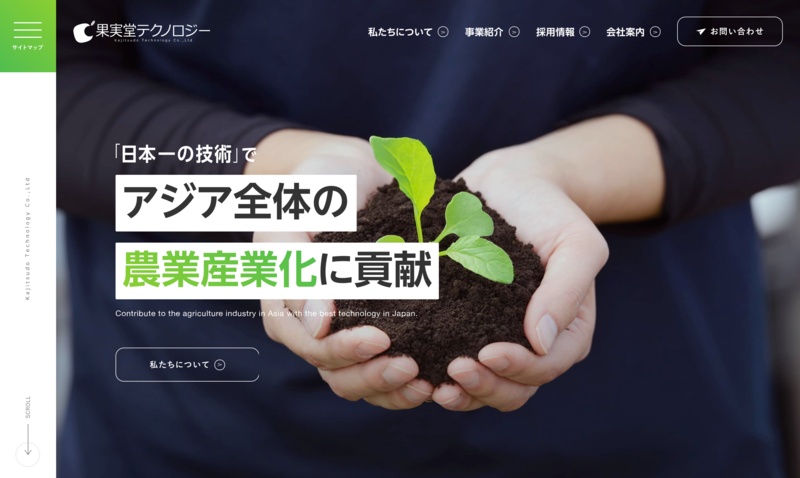 サイトマップ
果実堂テクノロジー
Kajitsudo Technology Co.,Ltd
私たちについて
事業紹介
採用情報
会社案内
お問い合わせ
「日本一の技術」で
アジア全体の
農業産業化に貢献
Contribute to the agriculture industry in Asia with the best technology in Japan.
私たちについて
Kajitsudo Technology Co.,Ltd
SCROLL